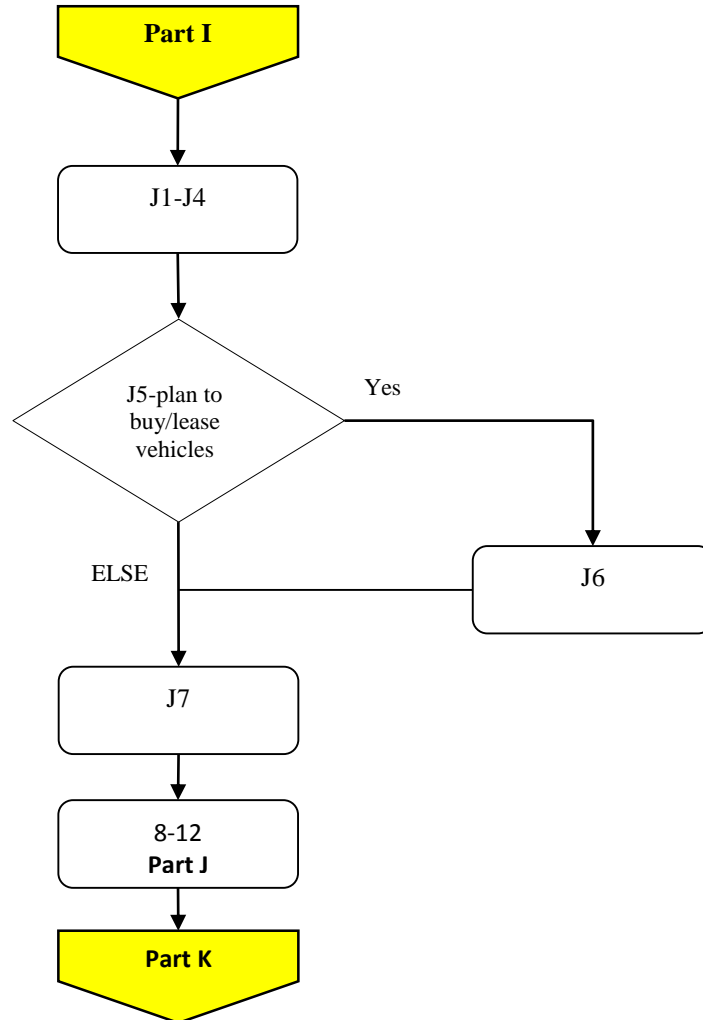 Part I
J1-J4
J5-plan to
buy/lease
vehicles
Yes
ELSE
J6
J7
8-12
Part J
Part K